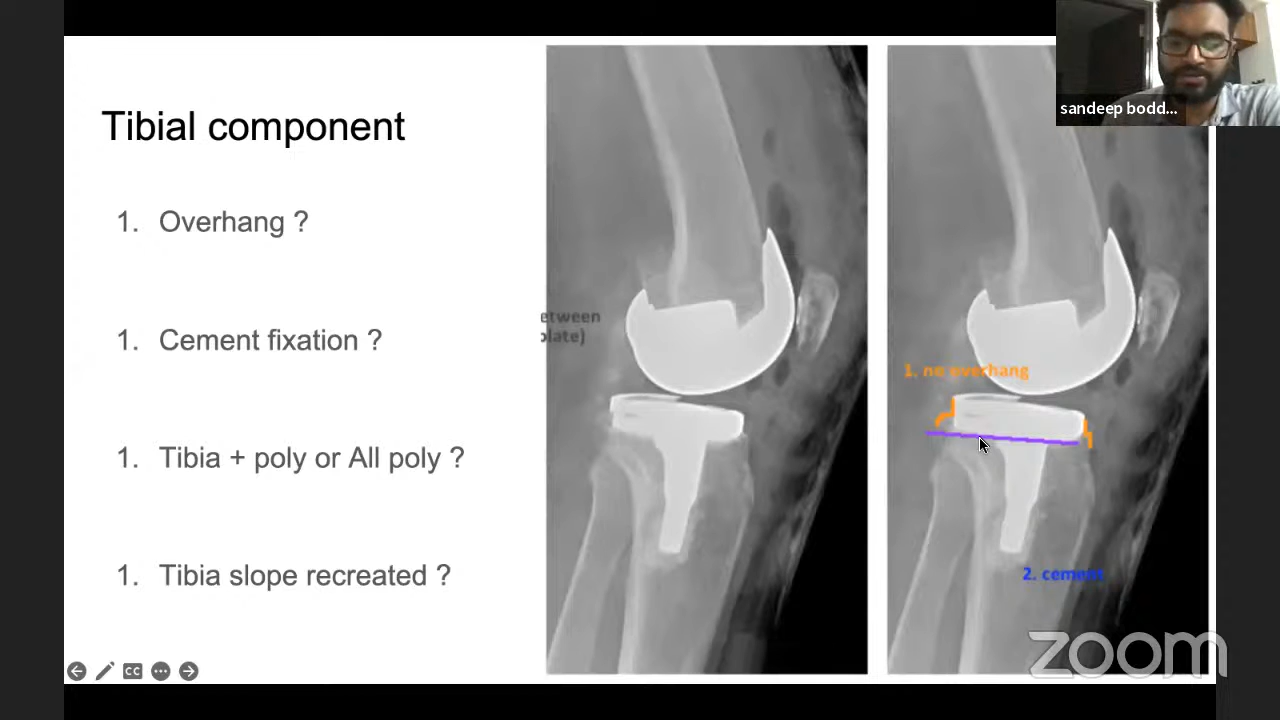 sandeep bodd...
Tibial component
1. Overhang ?
1. Cement fixation ?
1. Tibia + poly or All poly ?
1. Tibia slope recreated ?
etween
plate)
1. no overhang
2. cement
CC
zoom